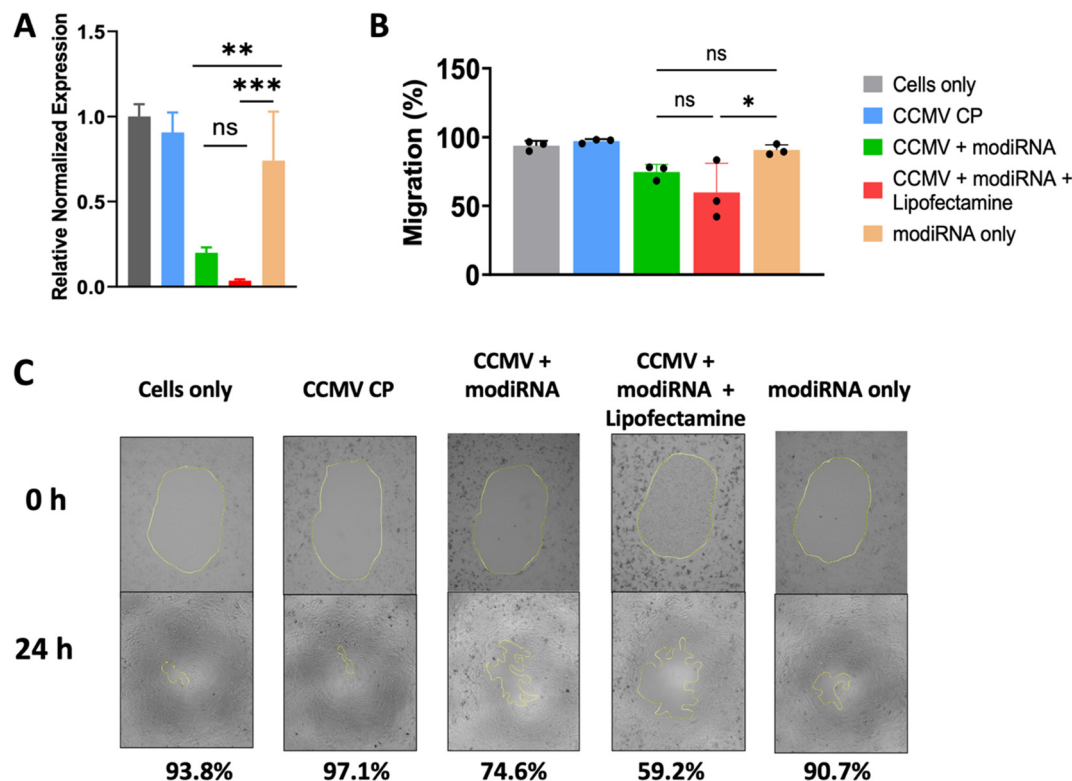 A
Relative Normalized Expression
1.5
1.0
0.5
0.0
**
***
ns
B
Migration (%)
150
100
50
0
ns
ns
*
Cells only
CCMV CP
CCMV + modiRNA
CCMV + modiRNA +
Lipofectamine
modiRNA only
C
Cells only
CCMV CP
CCMV +
modiRNA
CCMV +
modiRNA +
Lipofectamine
modiRNA only
0 h
24 h
93.8%
97.1%
74.6%
59.2%
90.7%